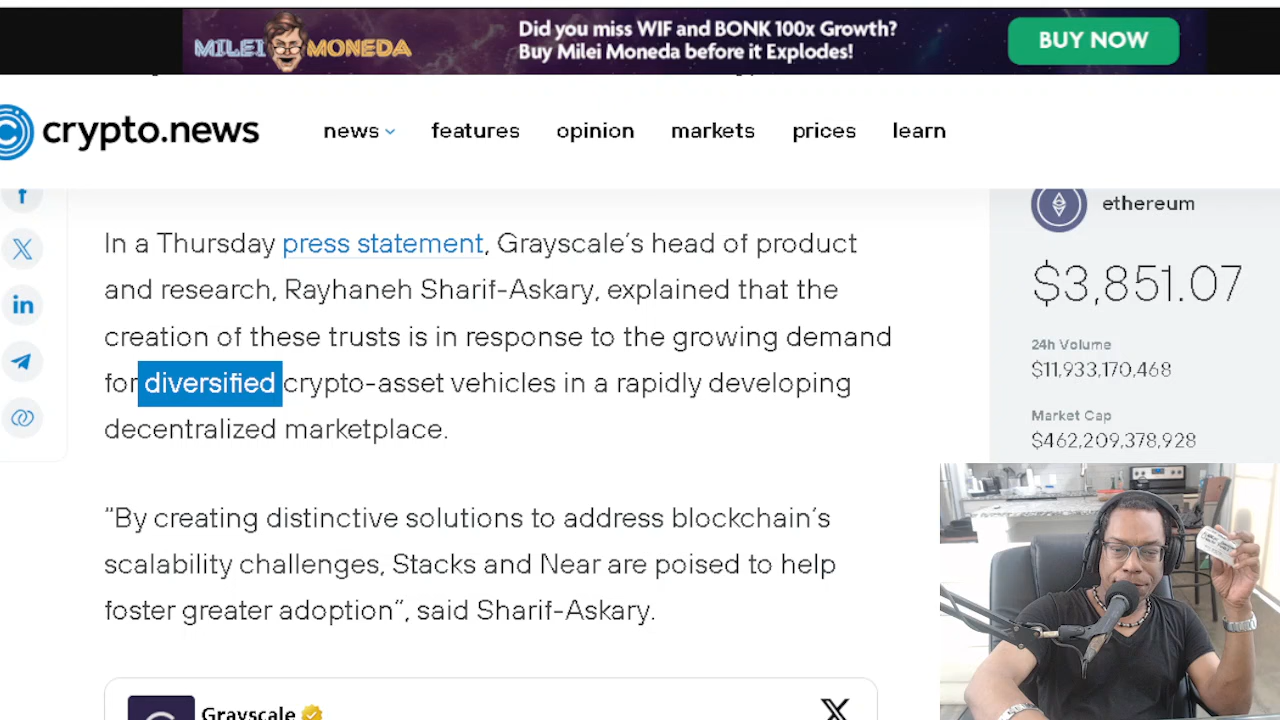 MILEI MONEDA
Did you miss WIF and BONK 100x Growth?
Buy Milei Moneda before it Explodes!
BUY NOW
crypto.news
news
features
opinion
markets
prices
learn
In a Thursday press statement, Grayscale’s head of product
and research, Rayhaneh Sharif-Askary, explained that the
creation of these trusts is in response to the growing demand
for diversified crypto-asset vehicles in a rapidly developing
decentralized marketplace.
“By creating distinctive solutions to address blockchain’s
scalability challenges, Stacks and Near are poised to help
foster greater adoption”, said Sharif-Askary.
Grayscale
ethereum
$3,851.07
24h Volume
$11,933,170,468
Market Cap
$462,209,378,928